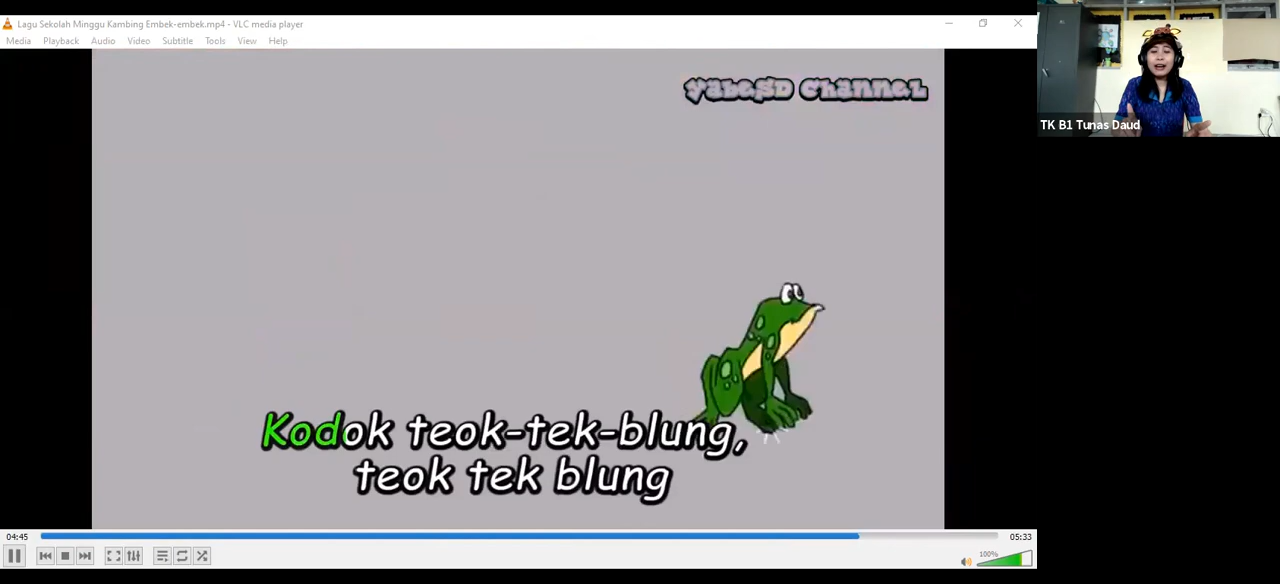 Lagu Sekolah Minggu Kambing Embek-embek.mp4 - VLC media player
Media Playback Audio Video Subtitle Tools View Help
YabesD Channel
TK B1 Tunas Daud
Kodok teok-tek-blung,
teok tek blung
04:45
05:33
100%